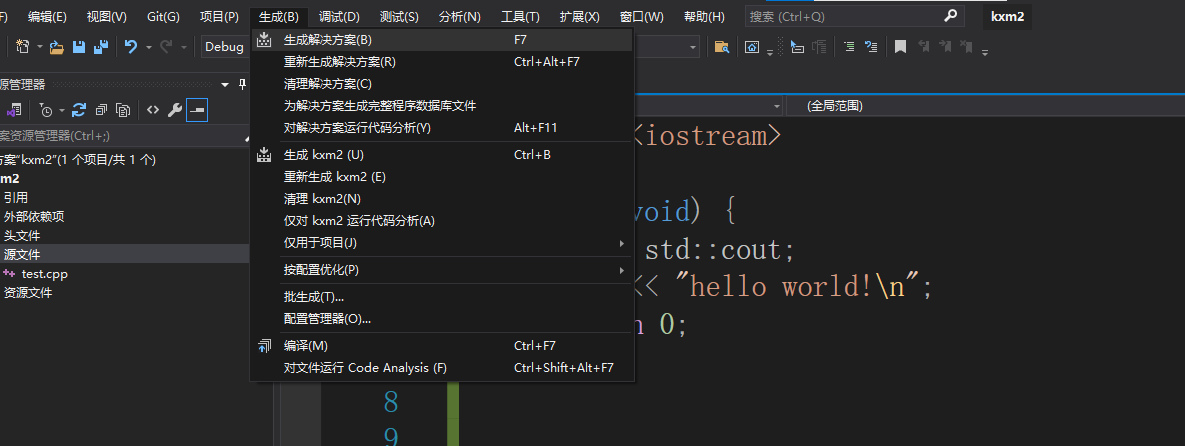 F)　编辑(E)　视图(V)　Git(G)　项目(P)　生成(B)　调试(D)　测试(S)　分析(N)　工具(T)　扩展(X)　窗口(W)　帮助(H)　搜索 (Ctrl+Q)　kxm2
Debug
源管理器
案资源管理器(Ctrl+;)
方案"kxm2"(1 个项目/共 1 个)
m2
引用
外部依赖项
头文件
源文件
test.cpp
资源文件
生成解决方案(B)　F7
重新生成解决方案(R)　Ctrl+Alt+F7
清理解决方案(C)
为解决方案生成完整程序数据库文件
对解决方案运行代码分析(Y)　Alt+F11
生成 kxm2 (U)　Ctrl+B
重新生成 kxm2 (E)
清理 kxm2(N)
仅对 kxm2 运行代码分析(A)
仅用于项目(J)
按配置优化(P)
批生成(T)...
配置管理器(O)...
编译(M)　Ctrl+F7
对文件运行 Code Analysis (F)　Ctrl+Shift+Alt+F7
(全局范围)
<iostream>
void) {
std::cout;
<< "hello world!\n";
n 0;
8
9